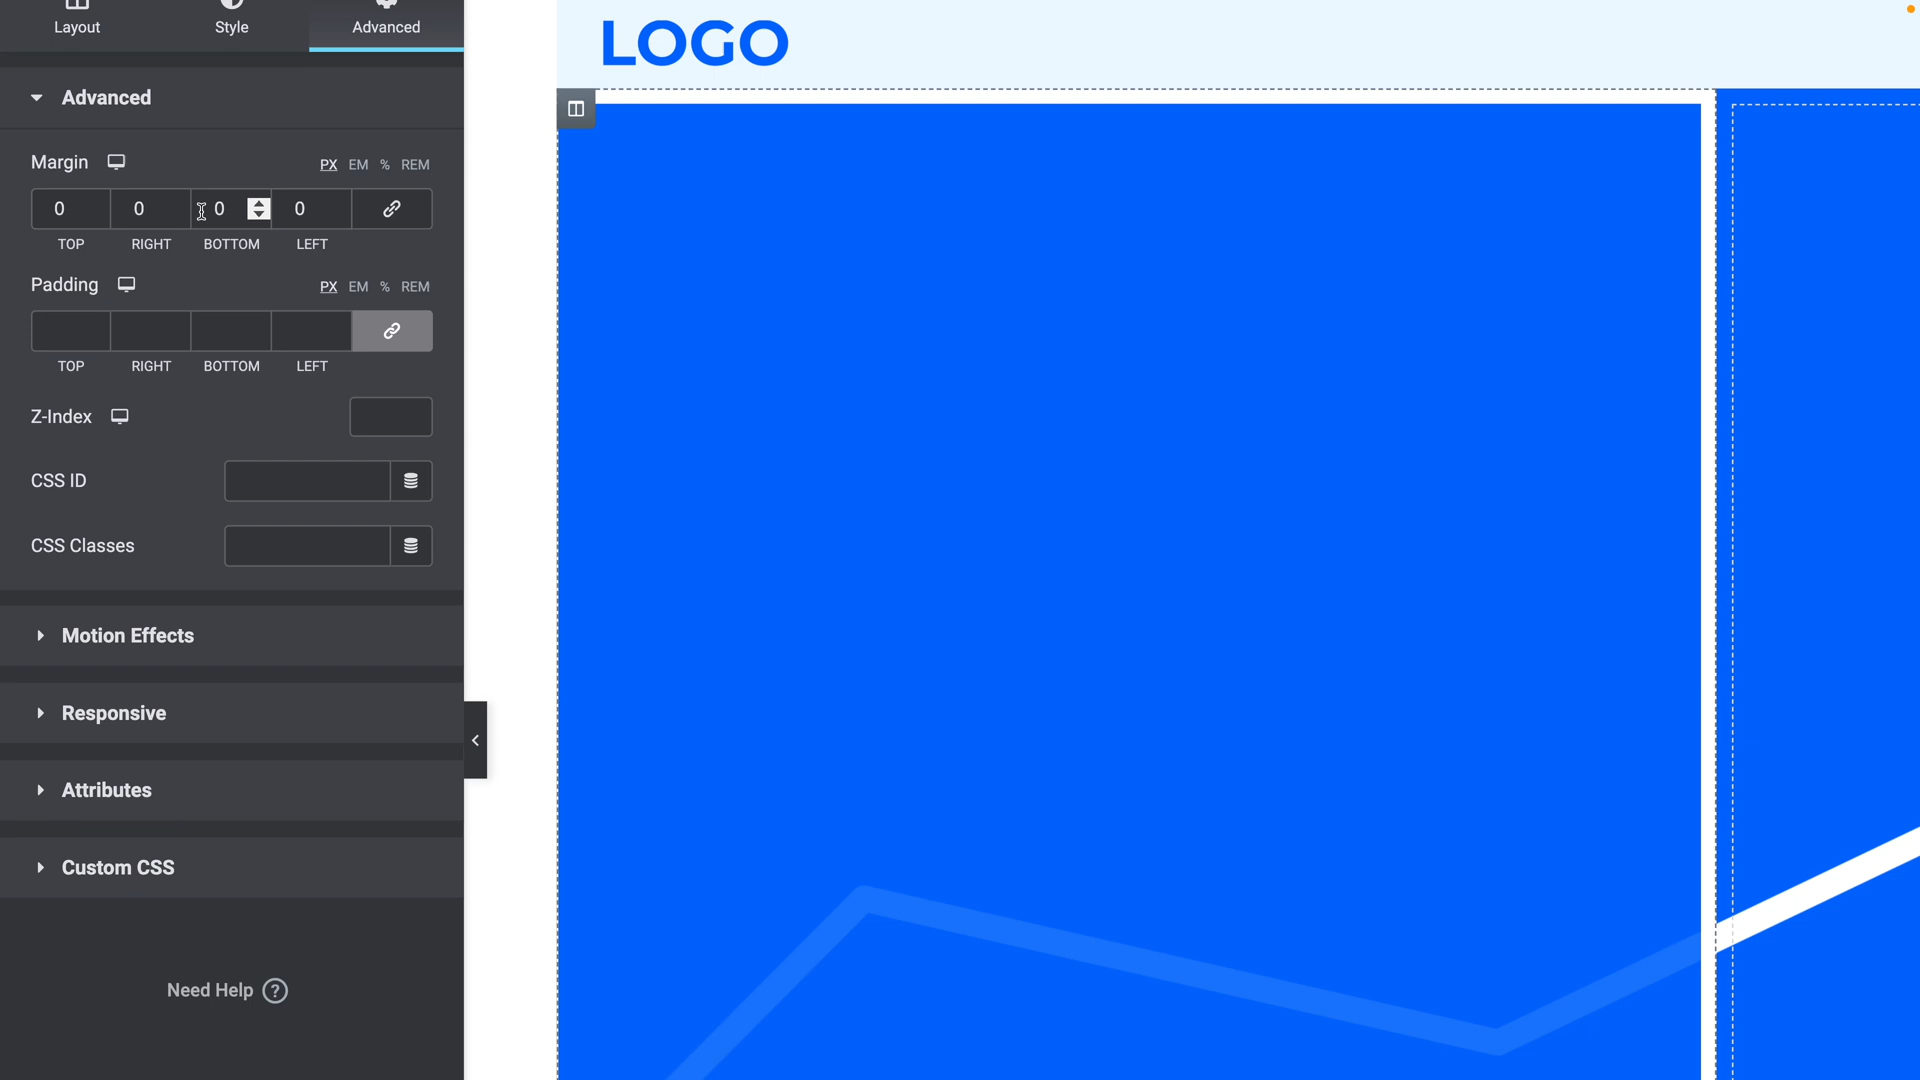 Layout Style Advanced
LOGO
Advanced
Margin PX EM % REM
0 0 0 0
TOP RIGHT BOTTOM LEFT
Padding PX EM % REM
TOP RIGHT BOTTOM LEFT
Z-Index
CSS ID
CSS Classes
Motion Effects
Responsive
Attributes
Custom CSS
Need Help ?